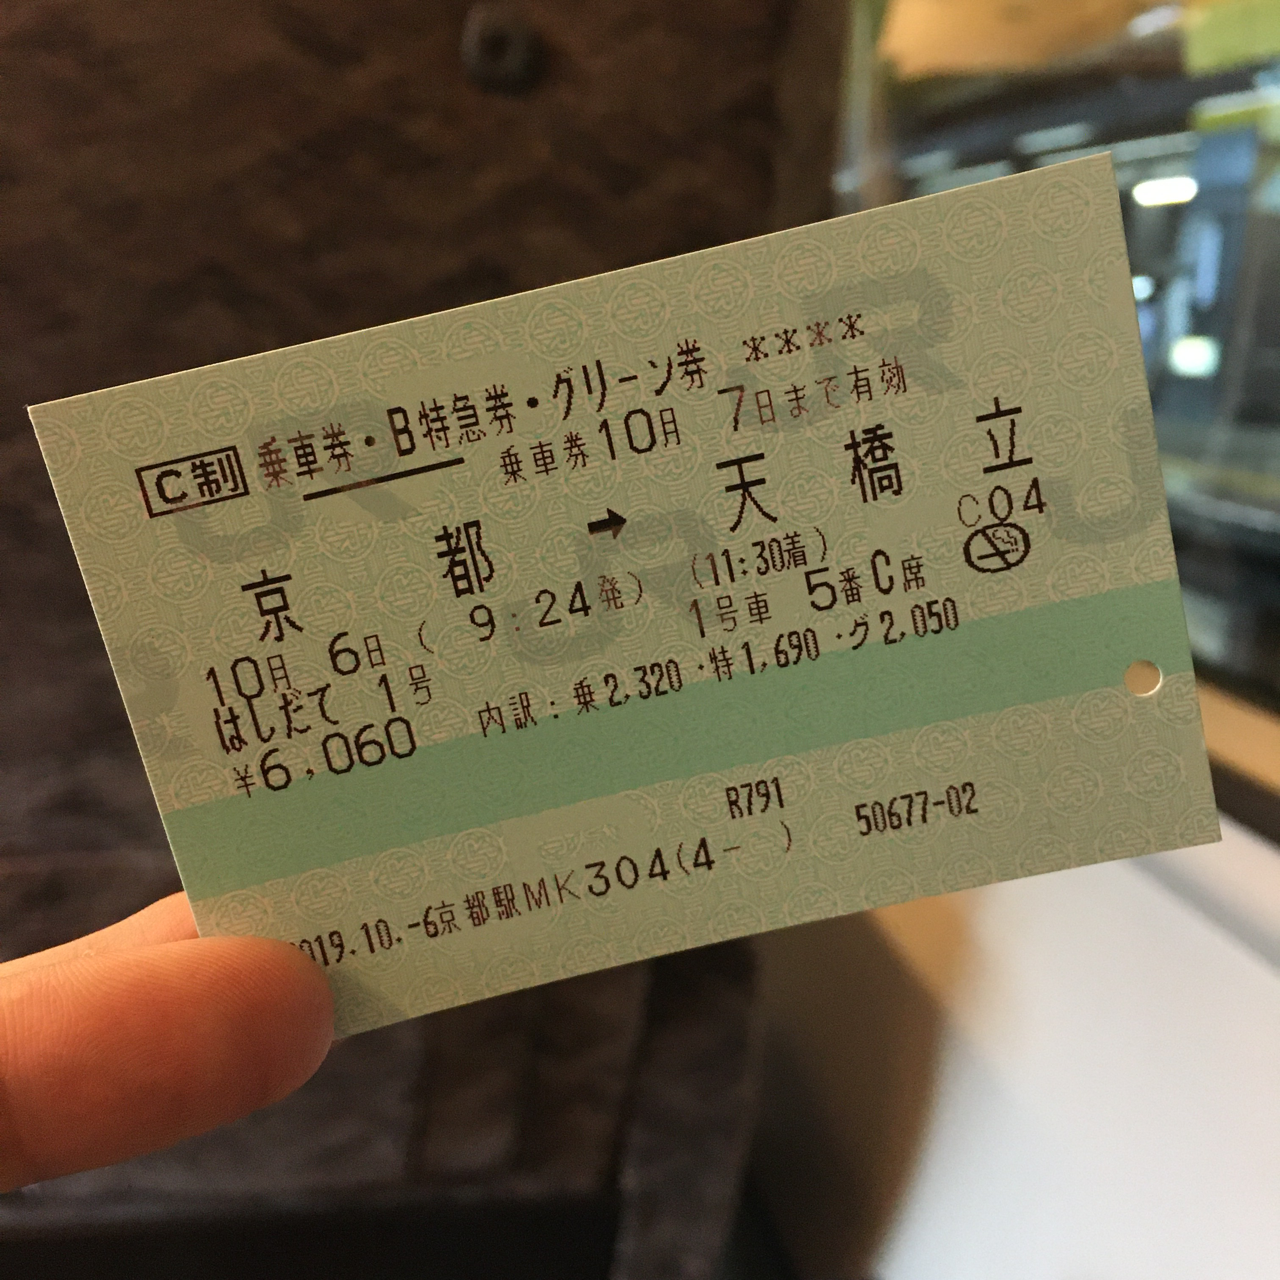 C制 乗車券・B特急券・グリーン券 ****
乗車券10月 7日まで有効
京都 → 天橋立
10月 6日 ( 9:24発) (11:30着) C04
はしだて 1号 1号車 5番C席
¥6,060 内訳:乗2,320・特1,690・グ2,050
R791
019.10.-6京都駅MK304(4- ) 50677-02